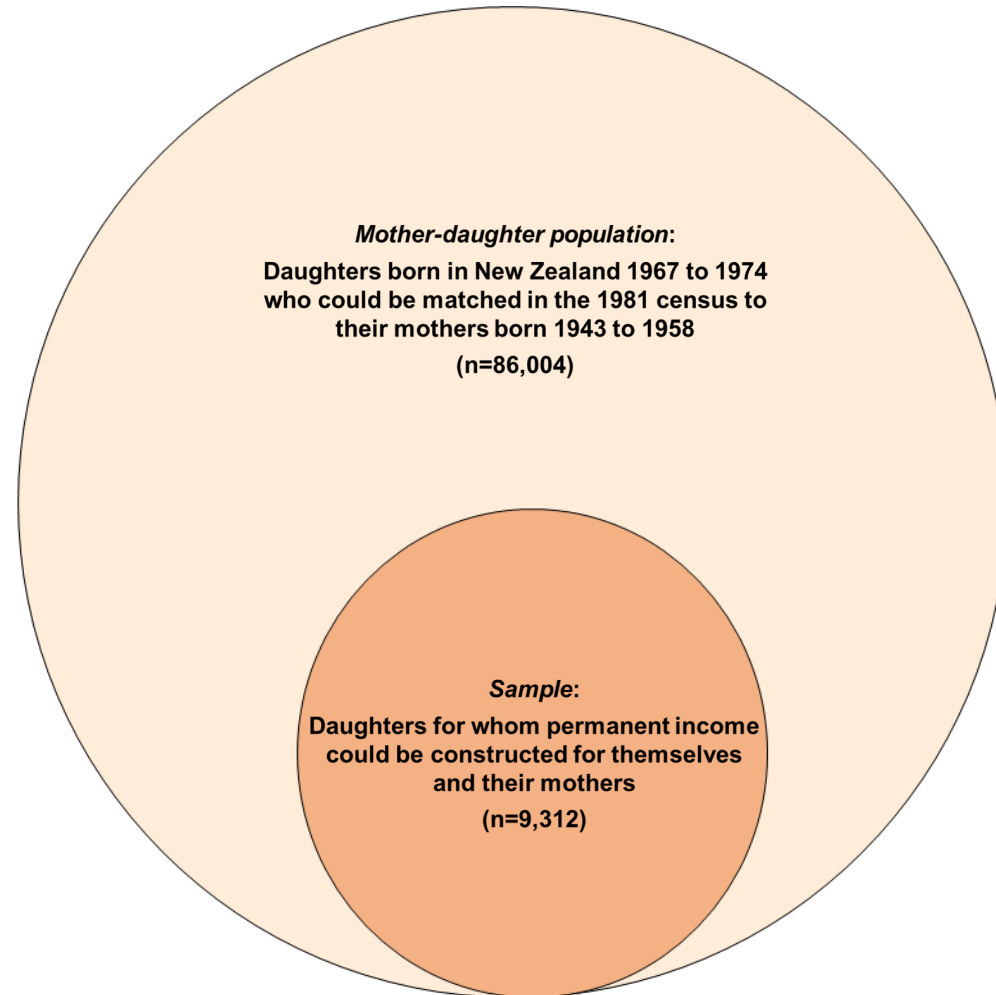 Mother-daughter population:
Daughters born in New Zealand 1967 to 1974
who could be matched in the 1981 census to
their mothers born 1943 to 1958
(n=86,004)
Sample:
Daughters for whom permanent income
could be constructed for themselves
and their mothers
(n=9,312)